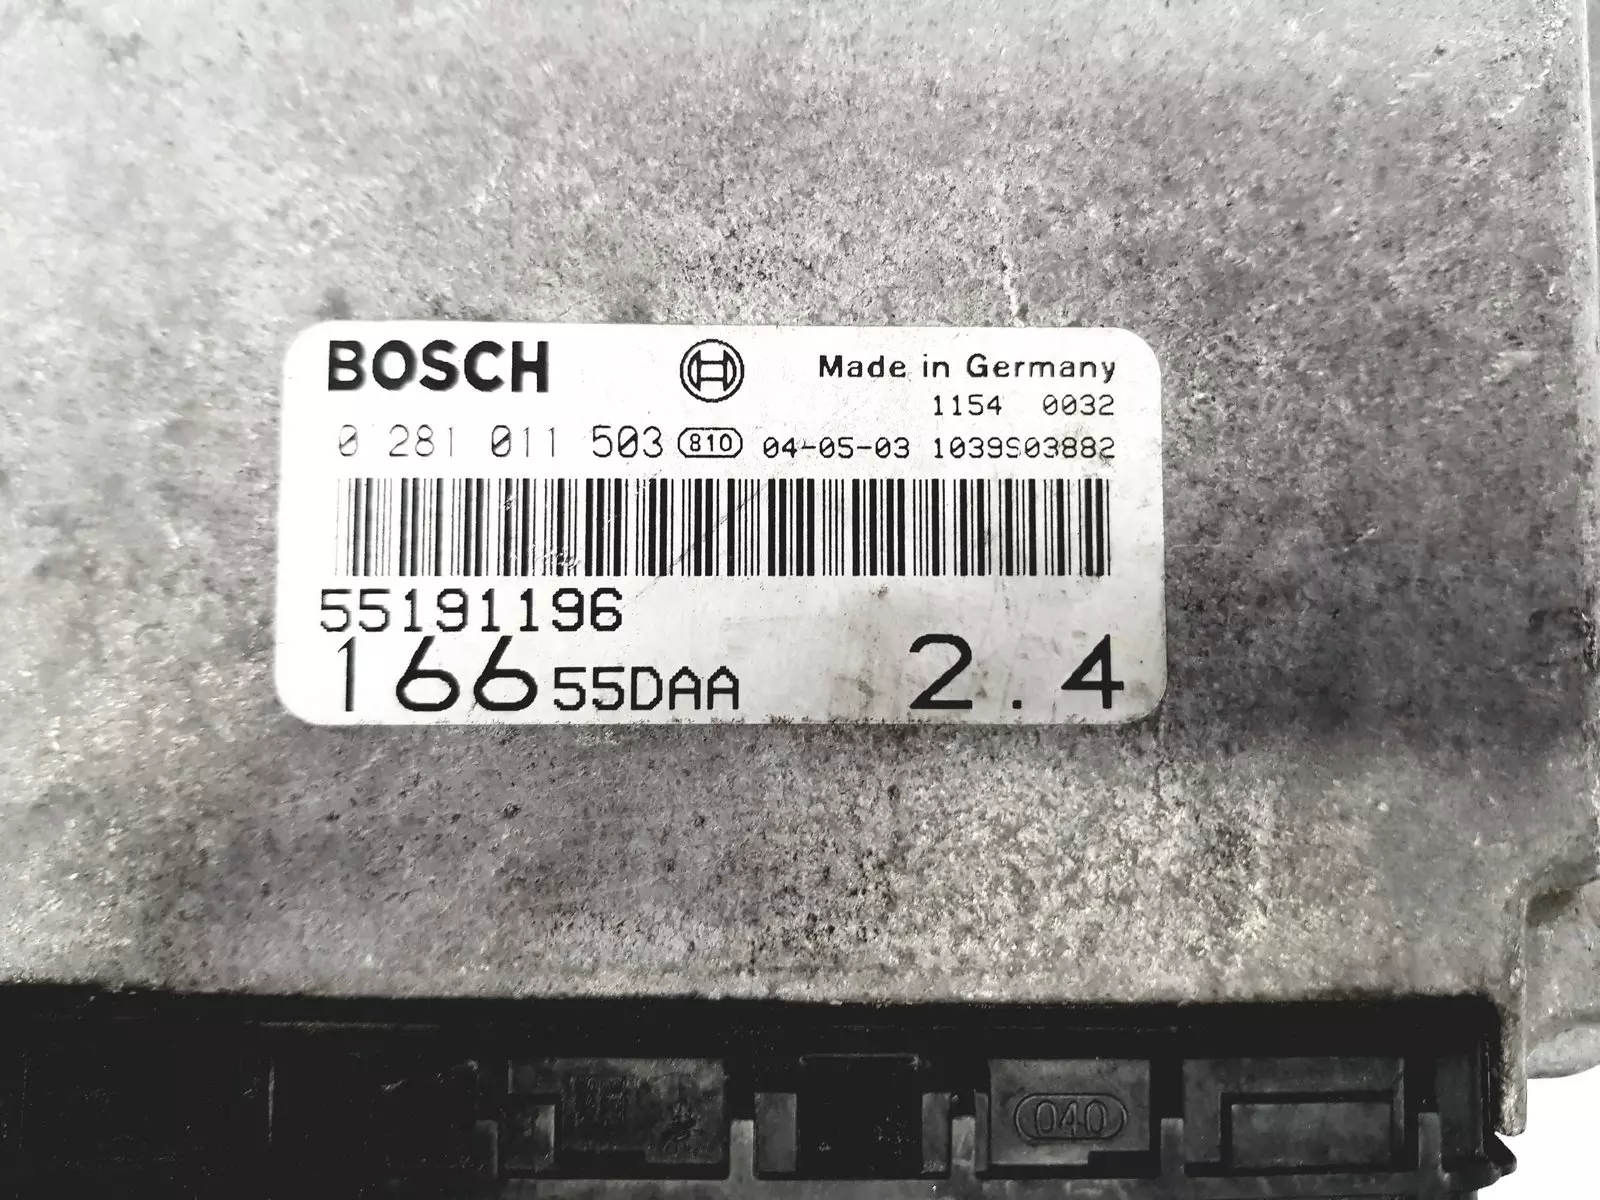 BOSCH Made in Germany
1154 0032
0 281 011 503 810 04-05-03 1039S03882
55191196
166 55DAA 2.4
040